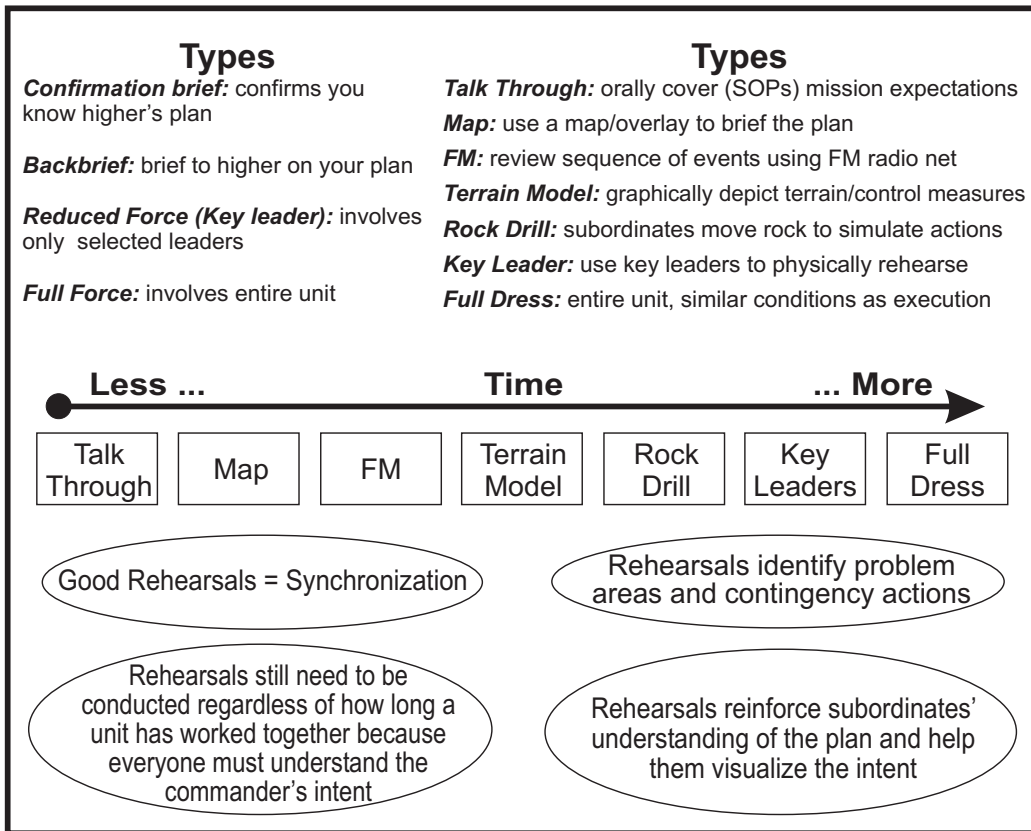 Types
Confirmation brief: confirms you
know higher’s plan
Backbrief: brief to higher on your plan
Reduced Force (Key leader): involves
only selected leaders
Full Force: involves entire unit
Types
Talk Through: orally cover (SOPs) mission expectations
Map: use a map/overlay to brief the plan
FM: review sequence of events using FM radio net
Terrain Model: graphically depict terrain/control measures
Rock Drill: subordinates move rock to simulate actions
Key Leader: use key leaders to physically rehearse
Full Dress: entire unit, similar conditions as execution
Less ... Time ... More
Talk
Through
Map
FM
Terrain
Model
Rock
Drill
Key
Leaders
Full
Dress
Good Rehearsals = Synchronization
Rehearsals identify problem
areas and contingency actions
Rehearsals still need to be
conducted regardless of how long a
unit has worked together because
everyone must understand the
commander’s intent
Rehearsals reinforce subordinates’
understanding of the plan and help
them visualize the intent